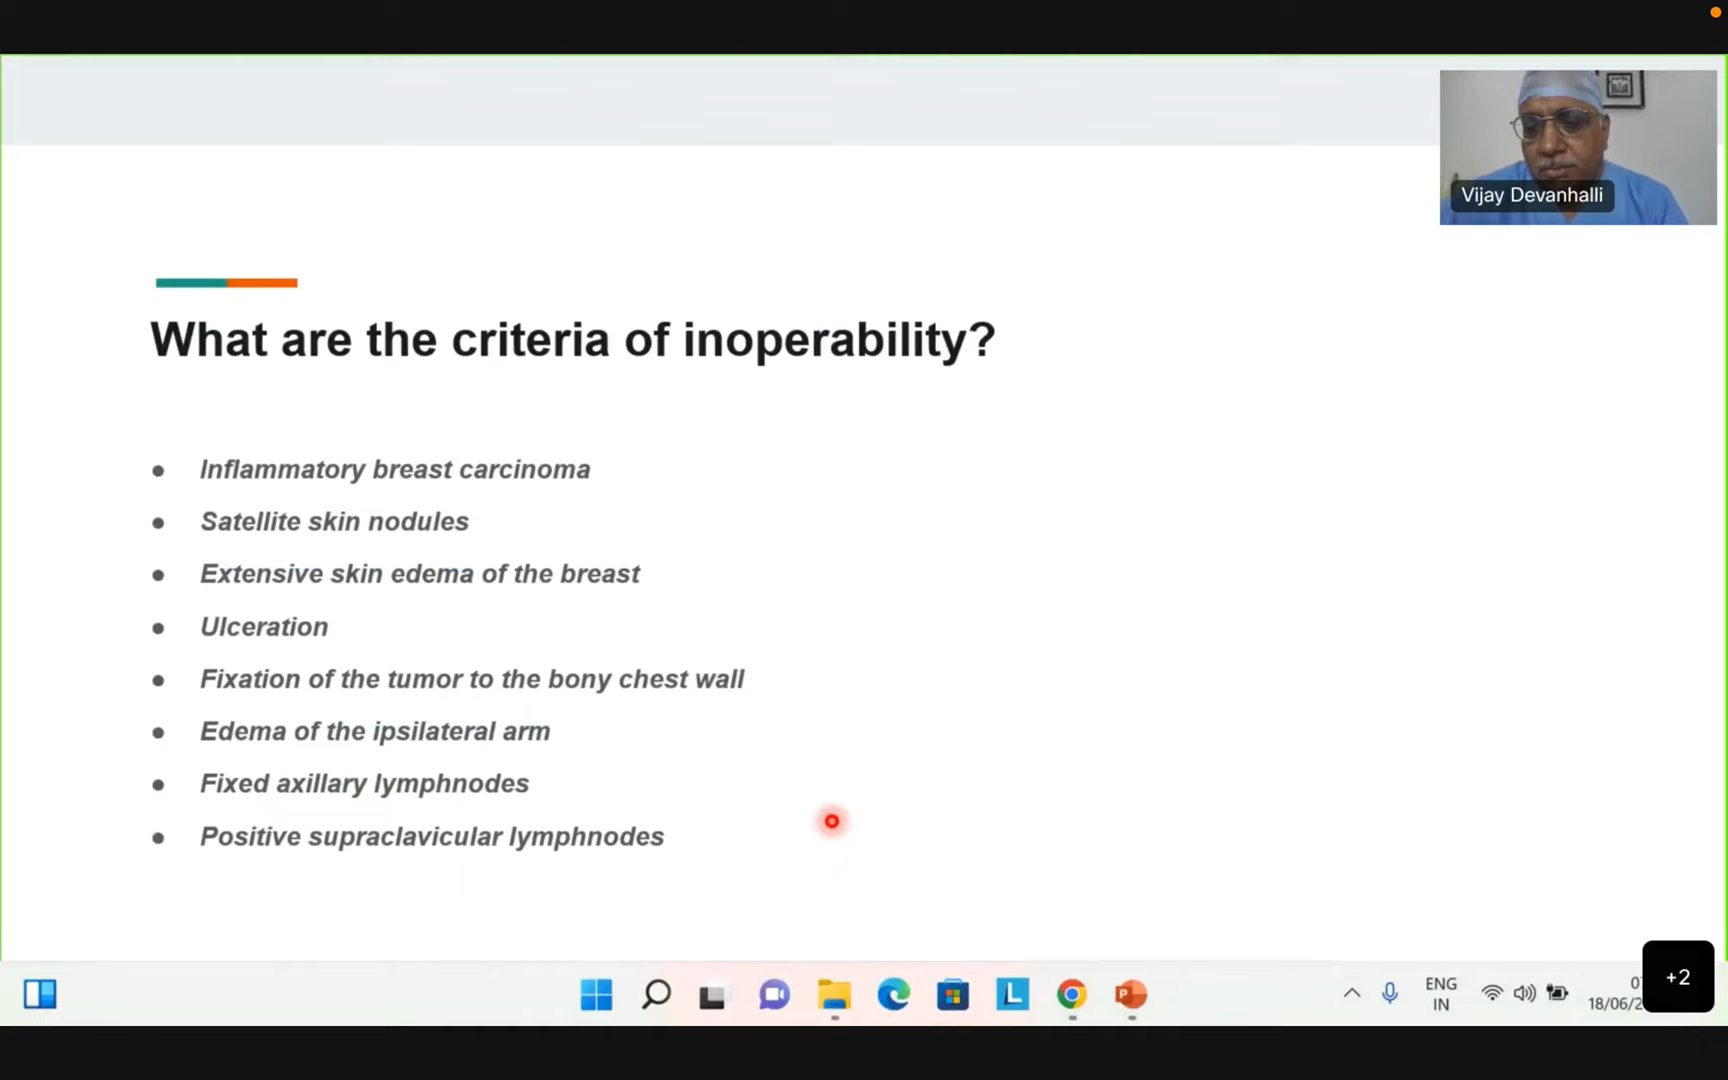 Vijay Devanhalli
What are the criteria of inoperability?
● Inflammatory breast carcinoma
● Satellite skin nodules
● Extensive skin edema of the breast
● Ulceration
● Fixation of the tumor to the bony chest wall
● Edema of the ipsilateral arm
● Fixed axillary lymphnodes
● Positive supraclavicular lymphnodes
ENG
IN
18/06/2
+2